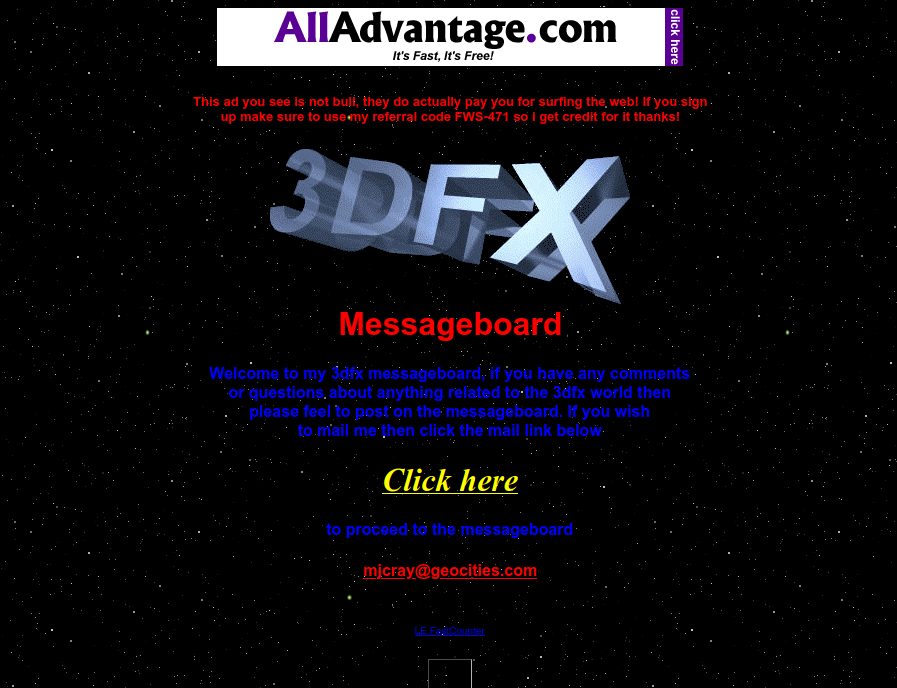 AllAdvantage.com
It's Fast, It's Free!
click here
This ad you see is not bull, they do actually pay you for surfing the web! If you sign
up make sure to use my referral code FWS-471 so I get credit for it thanks!
3DFX
Messageboard
Welcome to my 3dfx messageboard, if you have any comments
or questions about anything related to the 3dfx world then
please feel to post on the messageboard. If you wish
to mail me then click the mail link below
Click here
to proceed to the messageboard
mjcray@geocities.com
LE FastCounter